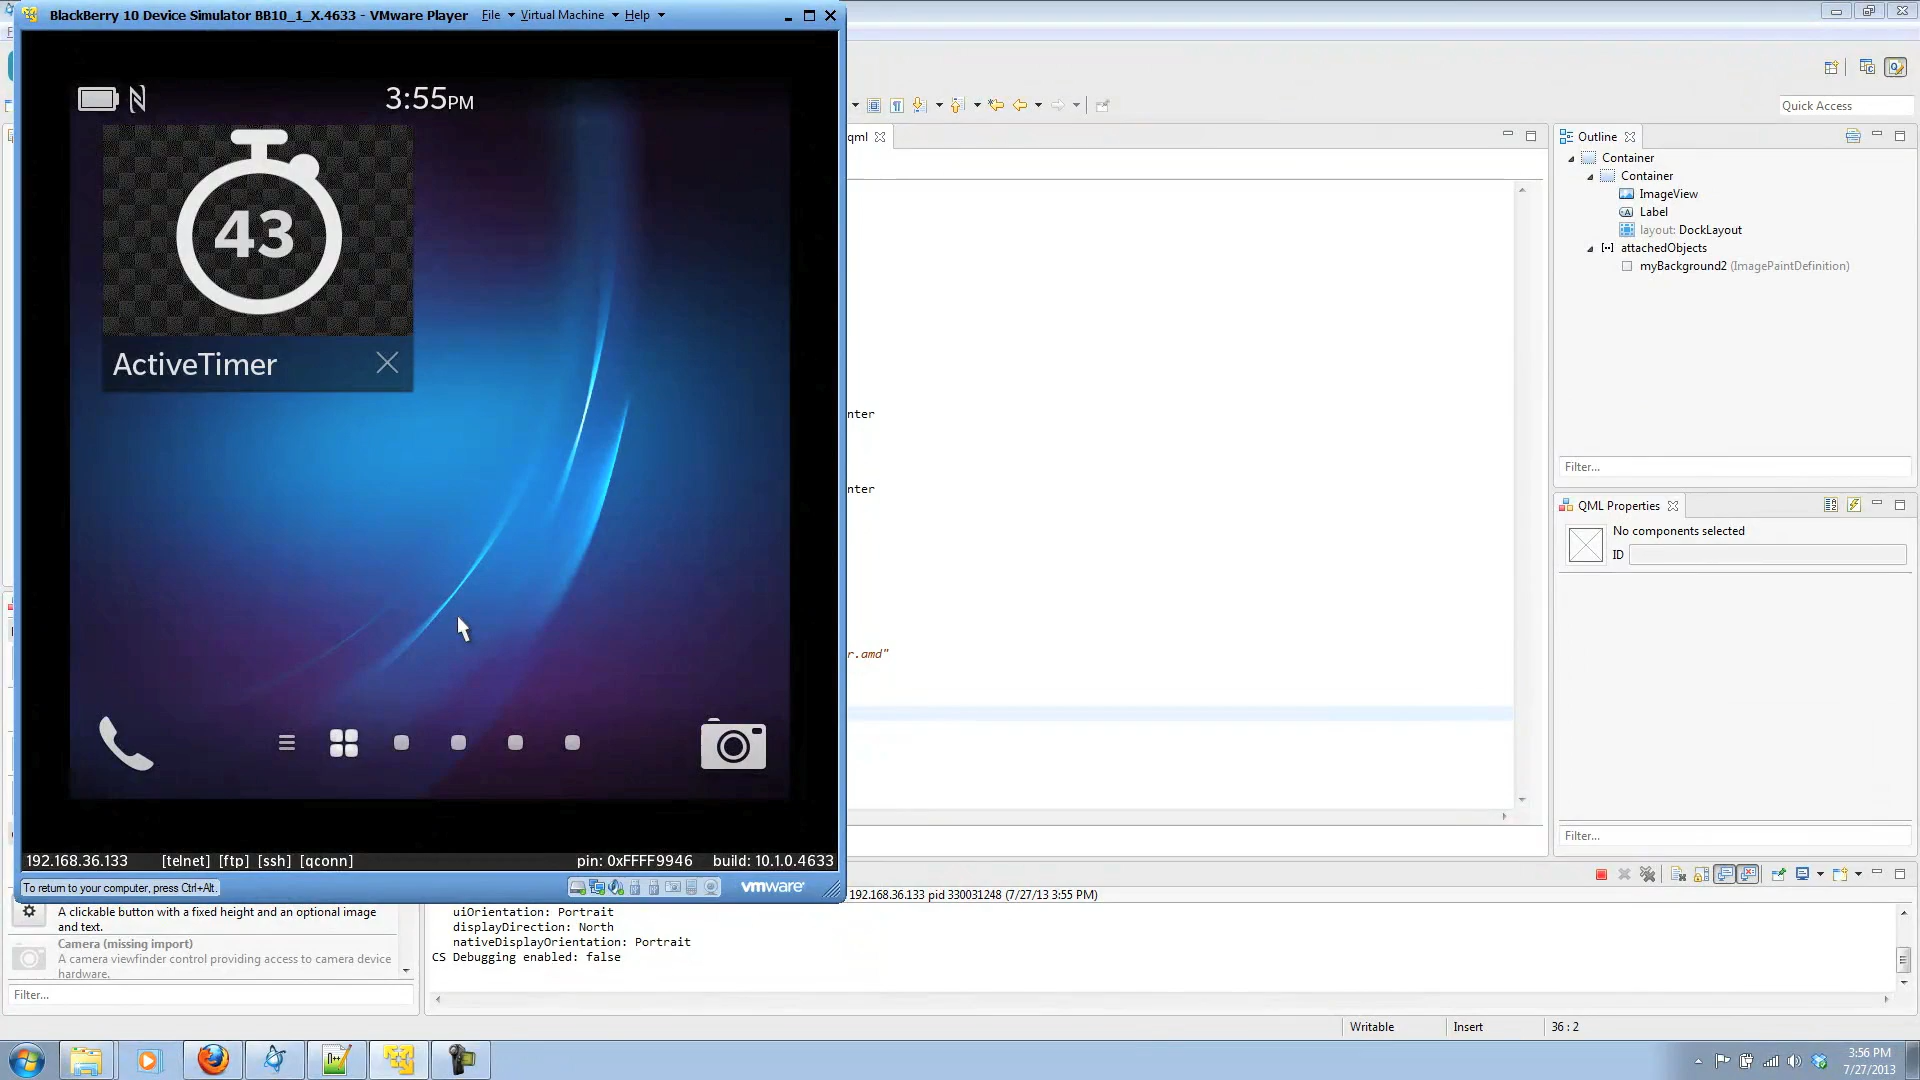 BlackBerry 10 Device Simulator BB10_1_X.4633 - VMware Player File Virtual Machine Help
3:55PM
43
ActiveTimer
192.168.36.133 [telnet] [ftp] [ssh] [qconn] pin: 0xFFFF9946 build: 10.1.0.4633
To return to your computer, press Ctrl+Alt.
vmware
Quick Access
qml
nter
nter
r.amd"
Outline
Container
Container
ImageView
Label
layout: DockLayout
attachedObjects
myBackground2 (ImagePaintDefinition)
Filter...
QML Properties
No components selected
ID
Filter...
A clickable button with a fixed height and an optional image
and text.
Camera (missing import)
A camera viewfinder control providing access to camera device
hardware.
Filter...
192.168.36.133 pid 330031248 (7/27/13 3:55 PM)
uiOrientation: Portrait
displayDirection: North
nativeDisplayOrientation: Portrait
CS Debugging enabled: false
Writable Insert 36 : 2
3:56 PM
7/27/2013